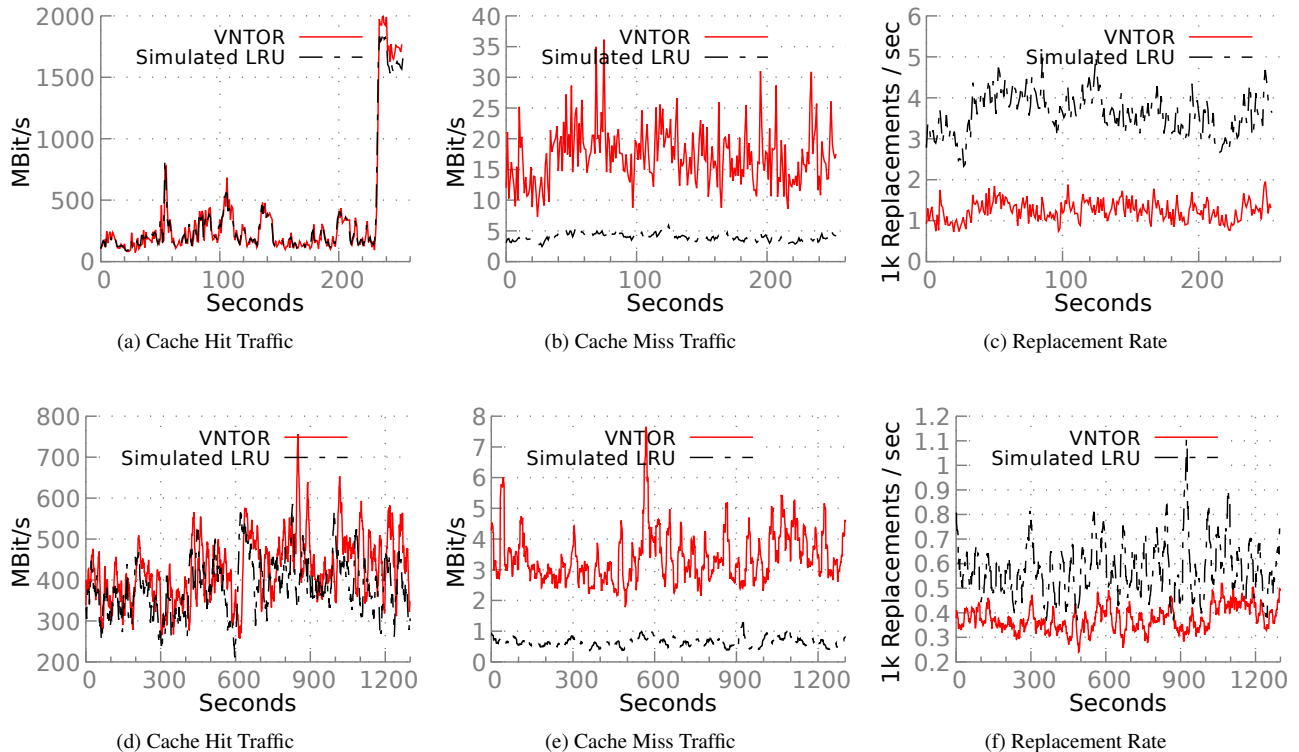 2000
1500
1000
500
0
MBit/s
VNTOR
Simulated LRU
0 100 200
Seconds
(a) Cache Hit Traffic
40
35
30
25
20
15
10
5
0
MBit/s
VNTOR
Simulated LRU
0 100 200
Seconds
(b) Cache Miss Traffic
6
5
4
3
2
1
0
1k Replacements / sec
VNTOR
Simulated LRU
0 100 200
Seconds
(c) Replacement Rate
800
700
600
500
400
300
200
MBit/s
VNTOR
Simulated LRU
0 300 600 900 1200
Seconds
(d) Cache Hit Traffic
8
7
6
5
4
3
2
1
0
MBit/s
VNTOR
Simulated LRU
0 300 600 900 1200
Seconds
(e) Cache Miss Traffic
1.2
1.1
1
0.9
0.8
0.7
0.6
0.5
0.4
0.3
0.2
1k Replacements / sec
VNTOR
Simulated LRU
0 300 600 900 1200
Seconds
(f) Replacement Rate